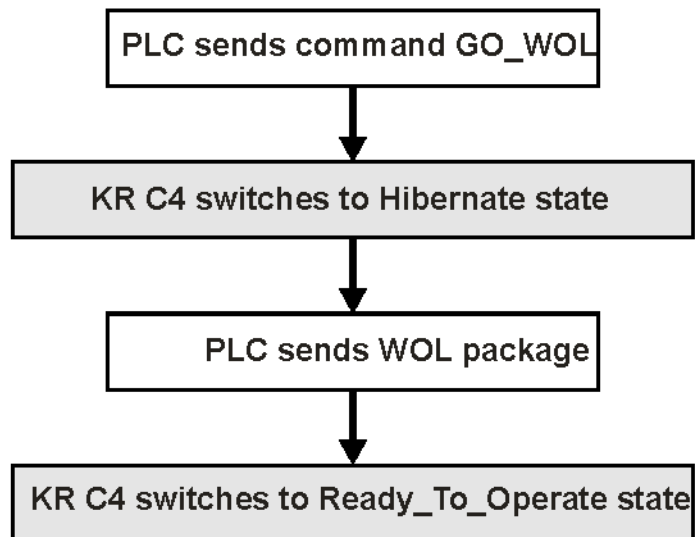 PLC sends command GO_WOL
KR C4 switches to Hibernate state
PLC sends WOL package
KR C4 switches to Ready_To_Operate state